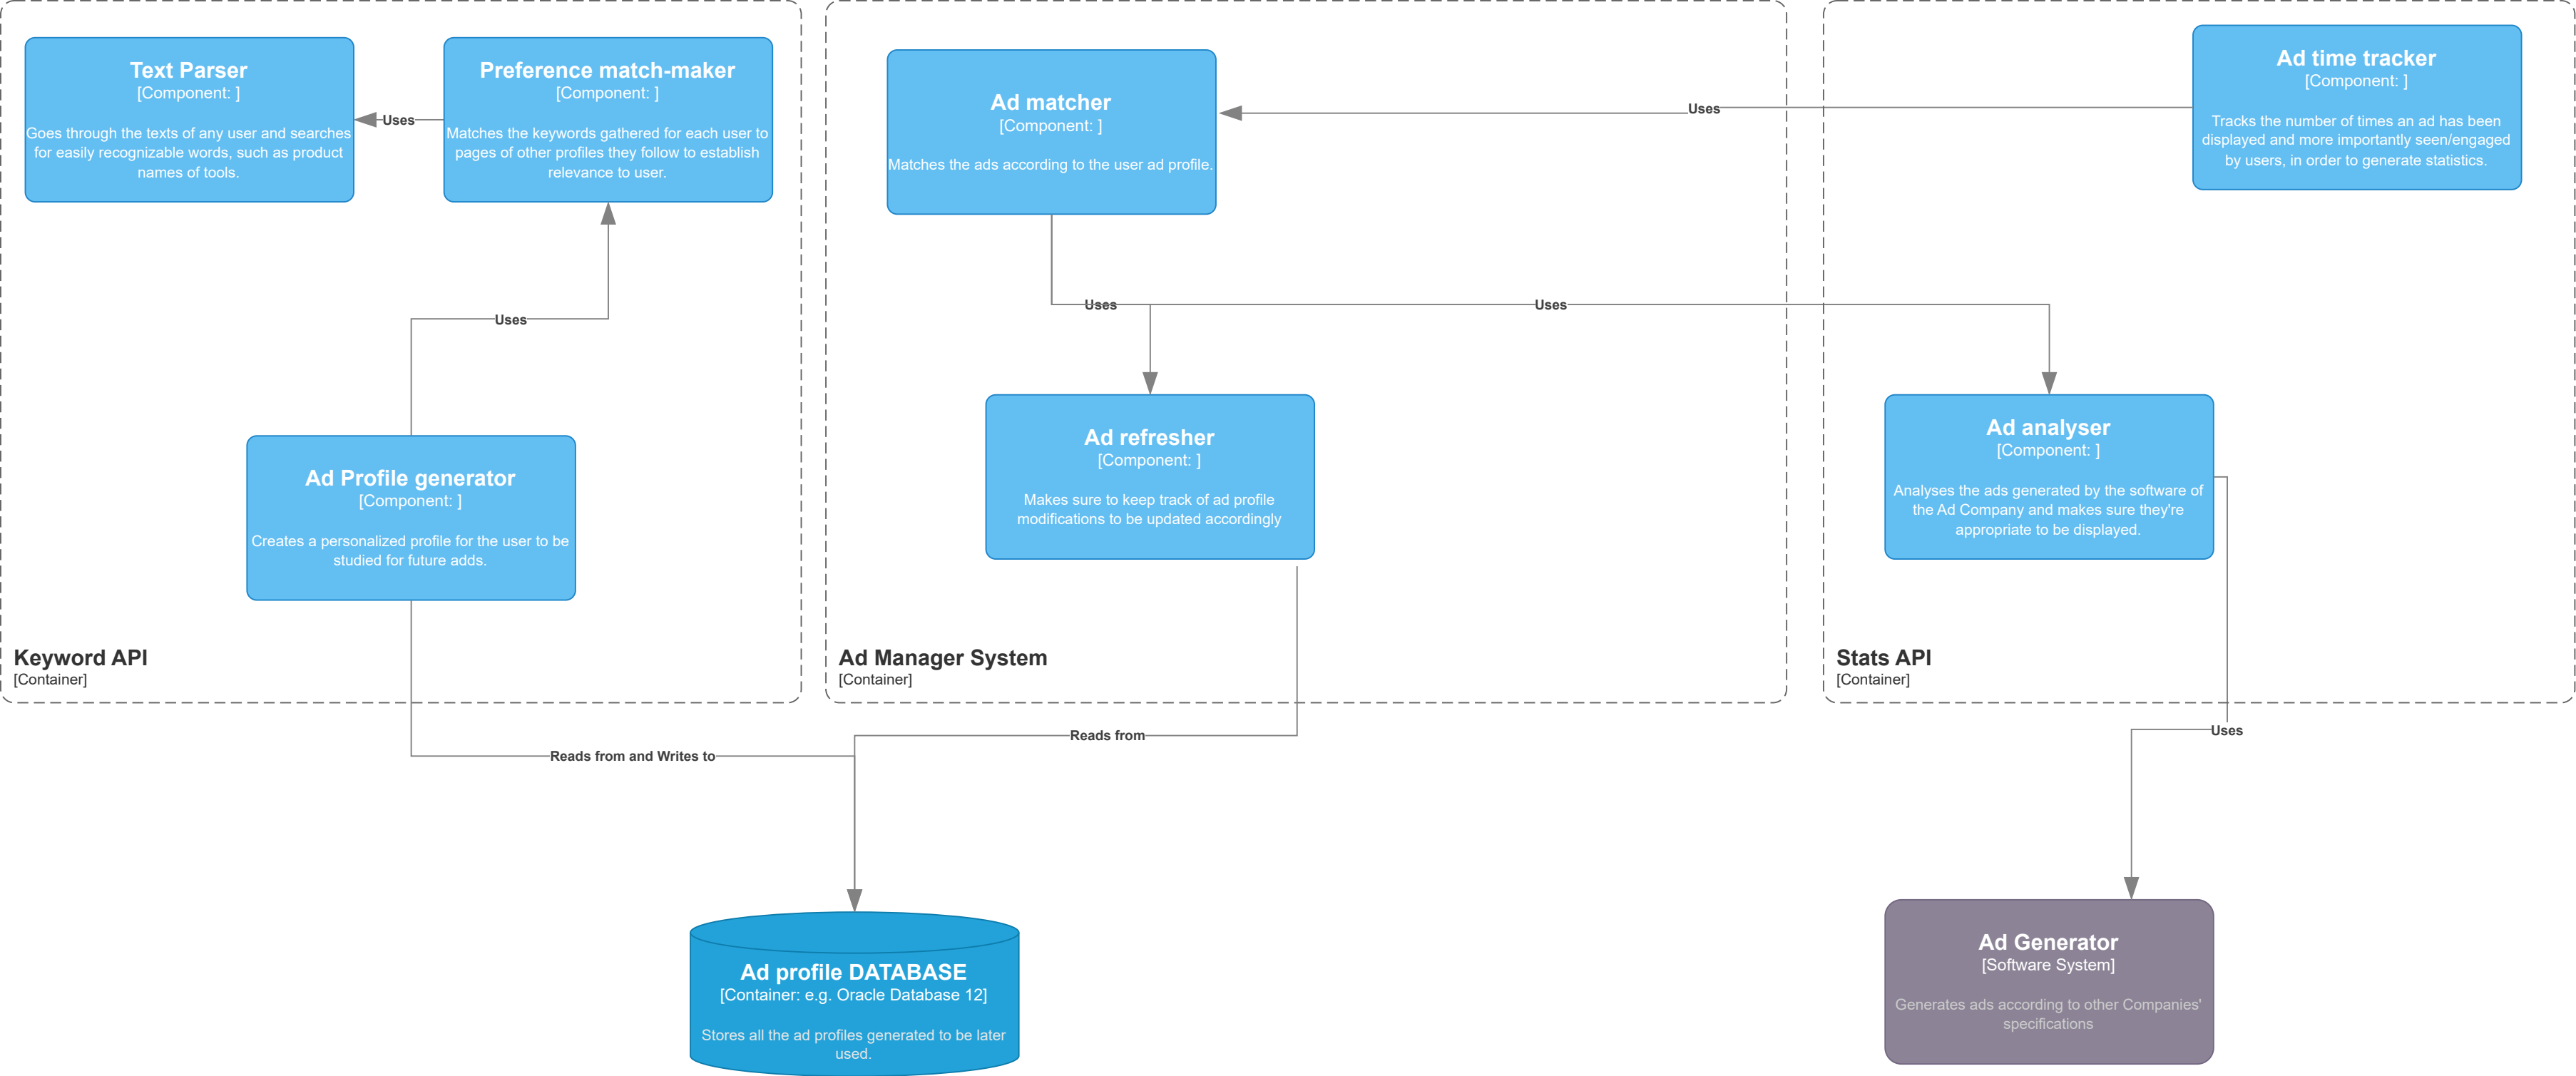 Text Parser
[Component: ]
Goes through the texts of any user and searches
for easily recognizable words, such as product
names of tools.
Uses
Preference match-maker
[Component: ]
Matches the keywords gathered for each user to
pages of other profiles they follow to establish
relevance to user.
Uses
Ad Profile generator
[Component: ]
Creates a personalized profile for the user to be
studied for future adds.
Keyword API
[Container]
Ad matcher
[Component: ]
Matches the ads according to the user ad profile.
Uses
Uses
Uses
Ad refresher
[Component: ]
Makes sure to keep track of ad profile
modifications to be updated accordingly
Ad Manager System
[Container]
Ad time tracker
[Component: ]
Tracks the number of times an ad has been
displayed and more importantly seen/engaged
by users, in order to generate statistics.
Ad analyser
[Component: ]
Analyses the ads generated by the software of
the Ad Company and makes sure they're
appropriate to be displayed.
Stats API
[Container]
Reads from and Writes to
Reads from
Uses
Ad profile DATABASE
[Container: e.g. Oracle Database 12]
Stores all the ad profiles generated to be later
used.
Ad Generator
[Software System]
Generates ads according to other Companies'
specifications